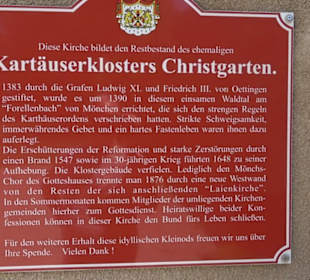 Diese Kirche bildet den Restbestand des ehemaligen
Kartäuserklosters Christgarten.
1383 durch die Grafen Ludwig XI. und Friedrich III. von Oettingen
gestiftet, wurde es um 1390 in diesem einsamen Waldtal am
"Forellenbach" von Mönchen errichtet, die sich den strengen Regeln
des Karthäuserordens verschrieben hatten. Strikte Schweigsamkeit,
immerwährendes Gebet und ein hartes Fastenleben waren ihnen dazu
auferlegt.
Die Erschütterungen der Reformation und starke Zerstörungen durch
einen Brand 1547 sowie im 30-jährigen Krieg führten 1648 zu seiner
Aufhebung. Die Klostergebäude verfielen. Lediglich den Mönchs-
Chor des Gotteshauses trennte man 1876 durch eine neue Westwand
von den Resten der sich anschließenden "Laienkirche".
In den Sommermonaten kommen Mitglieder der umliegenden Kirchen-
gemeinden hierher zum Gottesdienst. Heiratswillige beider Kon-
fessionen können in dieser Kirche den Bund fürs Leben schließen.
Für den weiteren Erhalt diese idyllischen Kleinods freuen wir uns über
Ihre Spende. Vielen Dank !